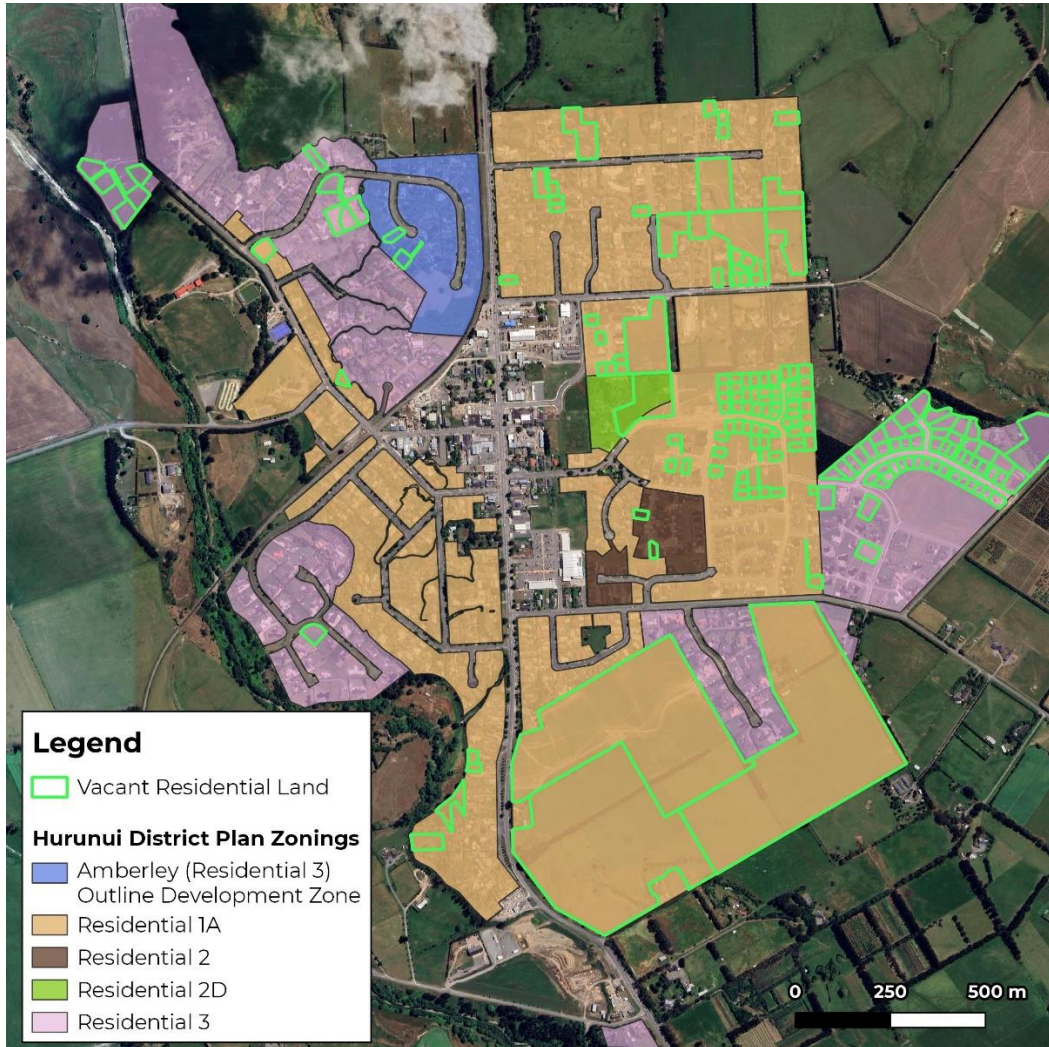 Legend
Vacant Residential Land
Hurunui District Plan Zonings
Amberley (Residential 3)
Outline Development Zone
Residential 1A
Residential 2
Residential 2D
Residential 3
0 250 500 m